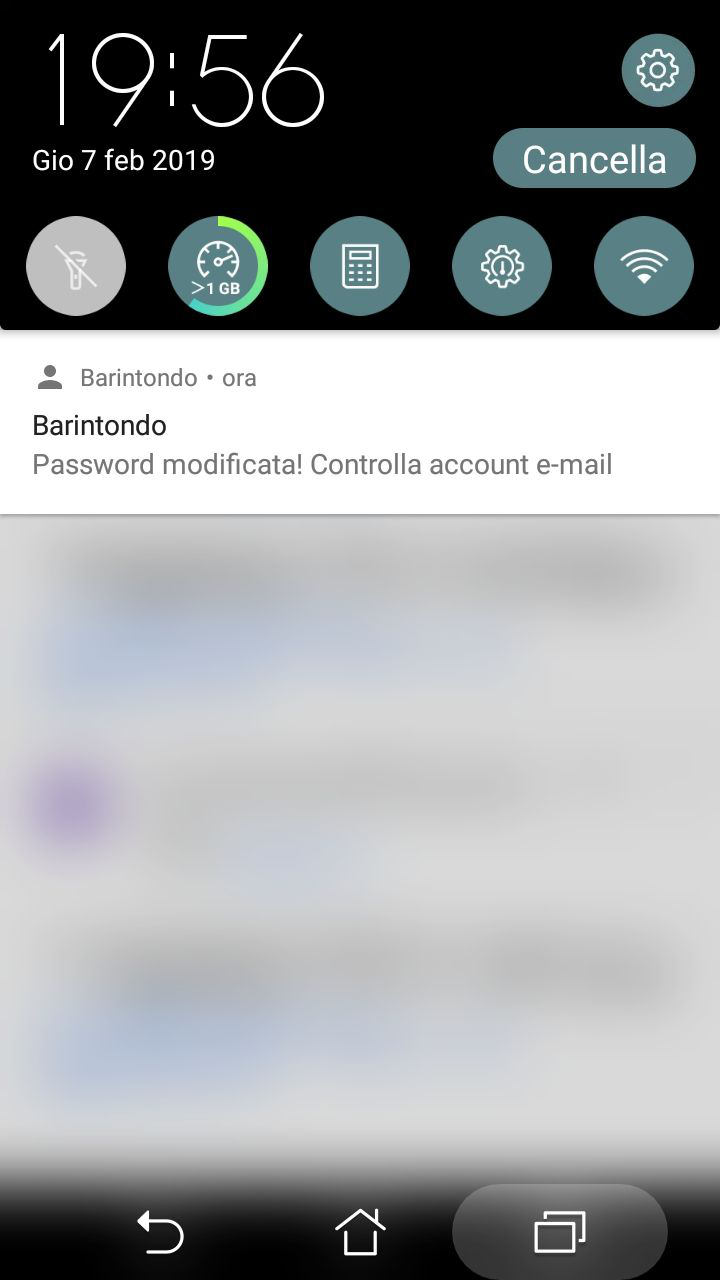 19:56
Gio 7 feb 2019
Cancella
>1 GB
Barintondo • ora
Barintondo
Password modificata! Controlla account e-mail